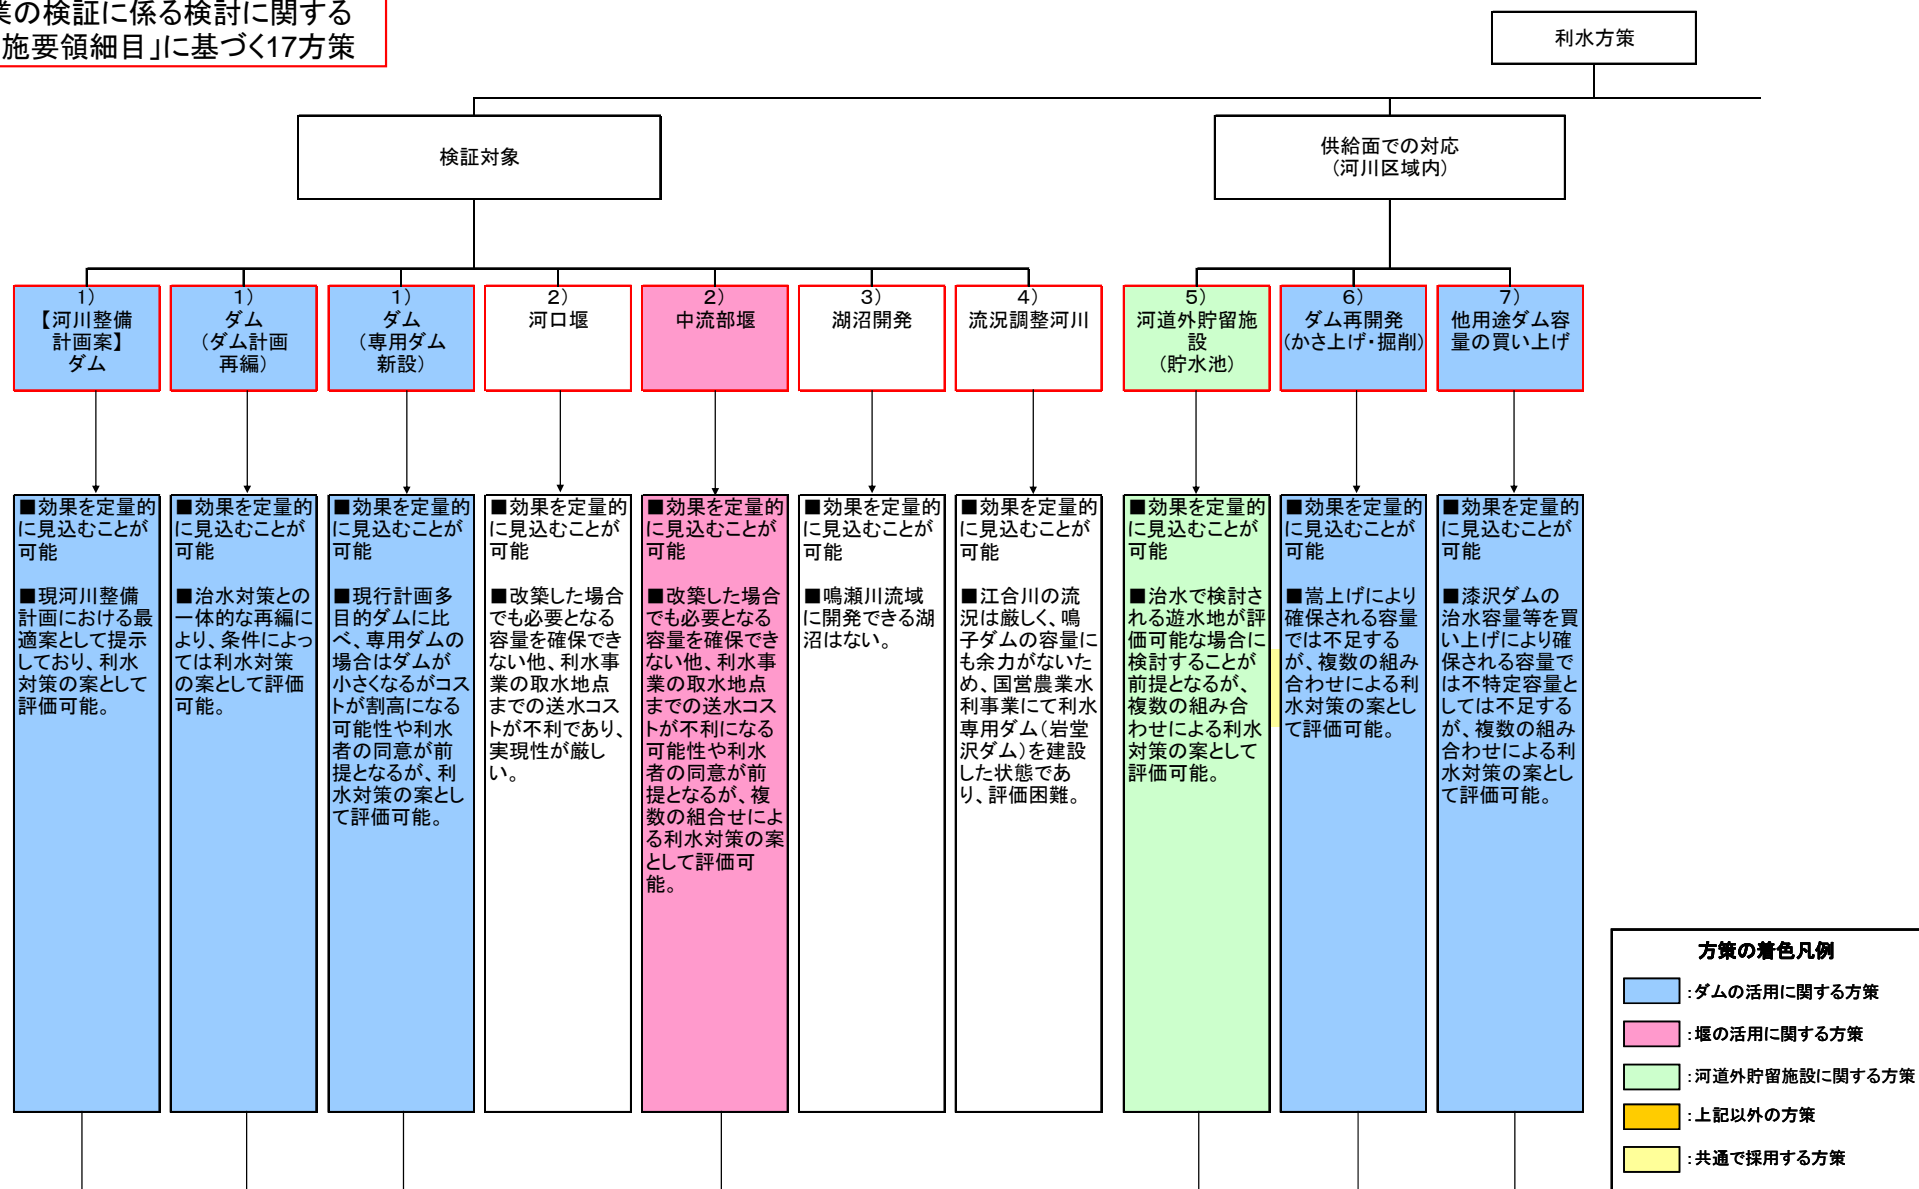 業の検証に係る検討に関する
施要領細目」に基づく17方策
利水方策
検証対象
供給面での対応
(河川区域内)
1)
【河川整備
計画案】
ダム
1)
ダム
(ダム計画
再編)
1)
ダム
(専用ダム
新設)
2)
河口堰
2)
中流部堰
3)
湖沼開発
4)
流況調整河川
5)
河道外貯留施
設
(貯水池)
6)
ダム再開発
(かさ上げ・掘削)
7)
他用途ダム容
量の買い上げ
■効果を定量的
に見込むことが
可能
■現河川整備
計画における最
適案として提示
しており、利水
対策の案として
評価可能。
■効果を定量的
に見込むことが
可能
■治水対策との
一体的な再編に
より、条件によっ
ては利水対策
の案として評価
可能。
■効果を定量的
に見込むことが
可能
■現行計画多
目的ダムに比
べ、専用ダムの
場合はダムが
小さくなるがコス
トが割高になる
可能性や利水
者の同意が前
提となるが、利
水対策の案とし
て評価可能。
■効果を定量的
に見込むことが
可能
■改築した場合
でも必要となる
容量を確保でき
ない他、利水事
業の取水地点
までの送水コス
トが不利であり、
実現性が厳し
い。
■効果を定量的
に見込むことが
可能
■改築した場合
でも必要となる
容量を確保でき
ない他、利水事
業の取水地点
までの送水コス
トが不利になる
可能性や利水
者の同意が前
提となるが、複
数の組合せによ
る利水対策の案
として評価可
能。
■効果を定量的
に見込むことが
可能
■鳴瀬川流域
に開発できる湖
沼はない。
■効果を定量的
に見込むことが
可能
■江合川の流
況は厳しく、鳴
子ダムの容量に
も余力がないた
め、国営農業水
利事業にて利水
専用ダム(岩堂
沢ダム)を建設
した状態であ
り、評価困難。
■効果を定量的
に見込むことが
可能
■治水で検討さ
れる遊水地が評
価可能な場合に
検討することが
前提となるが、
複数の組み合
わせによる利水
対策の案として
評価可能。
■効果を定量的
に見込むことが
可能
■嵩上げにより
確保される容量
では不足する
が、複数の組み
合わせによる利
水対策の案とし
て評価可能。
■効果を定量的
に見込むことが
可能
■漆沢ダムの
治水容量等を買
い上げにより確
保される容量で
は不特定容量と
しては不足する
が、複数の組み
合わせによる利
水対策の案とし
て評価可能。
方策の着色凡例
:ダムの活用に関する方策
:堰の活用に関する方策
:河道外貯留施設に関する方策
:上記以外の方策
:共通で採用する方策